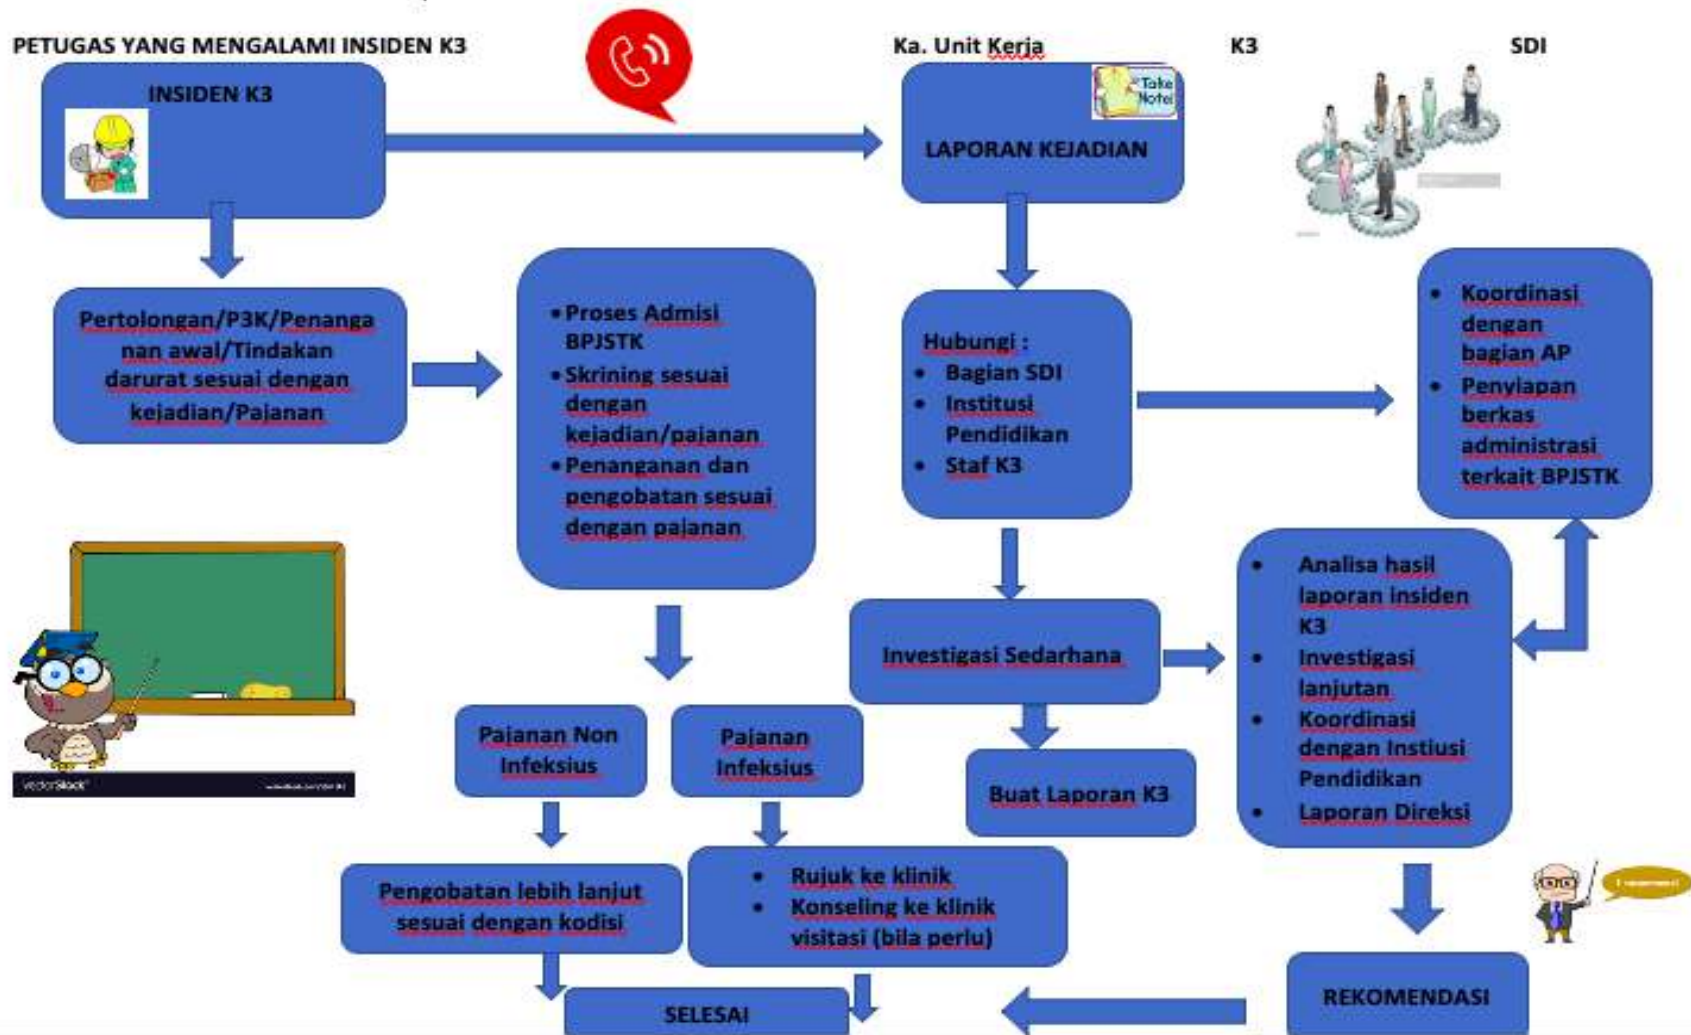 PETUGAS YANG MENGALAMI INSIDEN K3
Ka. Unit Kerja
K3
SDI
INSIDEN K3
Take
Note!
LAPORAN KEJADIAN
Pertolongan/P3K/Penanga
nan awal/Tindakan
darurat sesuai dengan
kejadian/Pajanan
• Proses Admisi
BPJSTK
• Skrining sesuai
dengan
kejadian/pajanan
• Penanganan dan
pengobatan sesuai
dengan pajanan
Hubungi :
• Bagian SDI
• Institusi
Pendidikan
• Staf K3
• Koordinasi
dengan
bagian AP
• Penyiapan
berkas
administrasi
terkait BPJSTK
Investigasi Sedarhana
• Analisa hasil
laporan insiden
K3
• Investigasi
lanjutan
• Koordinasi
dengan Instiusi
Pendidikan
• Laporan Direksi
Pajanan Non
Infeksius
Pajanan
Infeksius
Buat Laporan K3
VectorStock
Pengobatan lebih lanjut
sesuai dengan kodisi
• Rujuk ke klinik
• Konseling ke klinik
visitasi (bila perlu)
SELESAI
REKOMENDASI